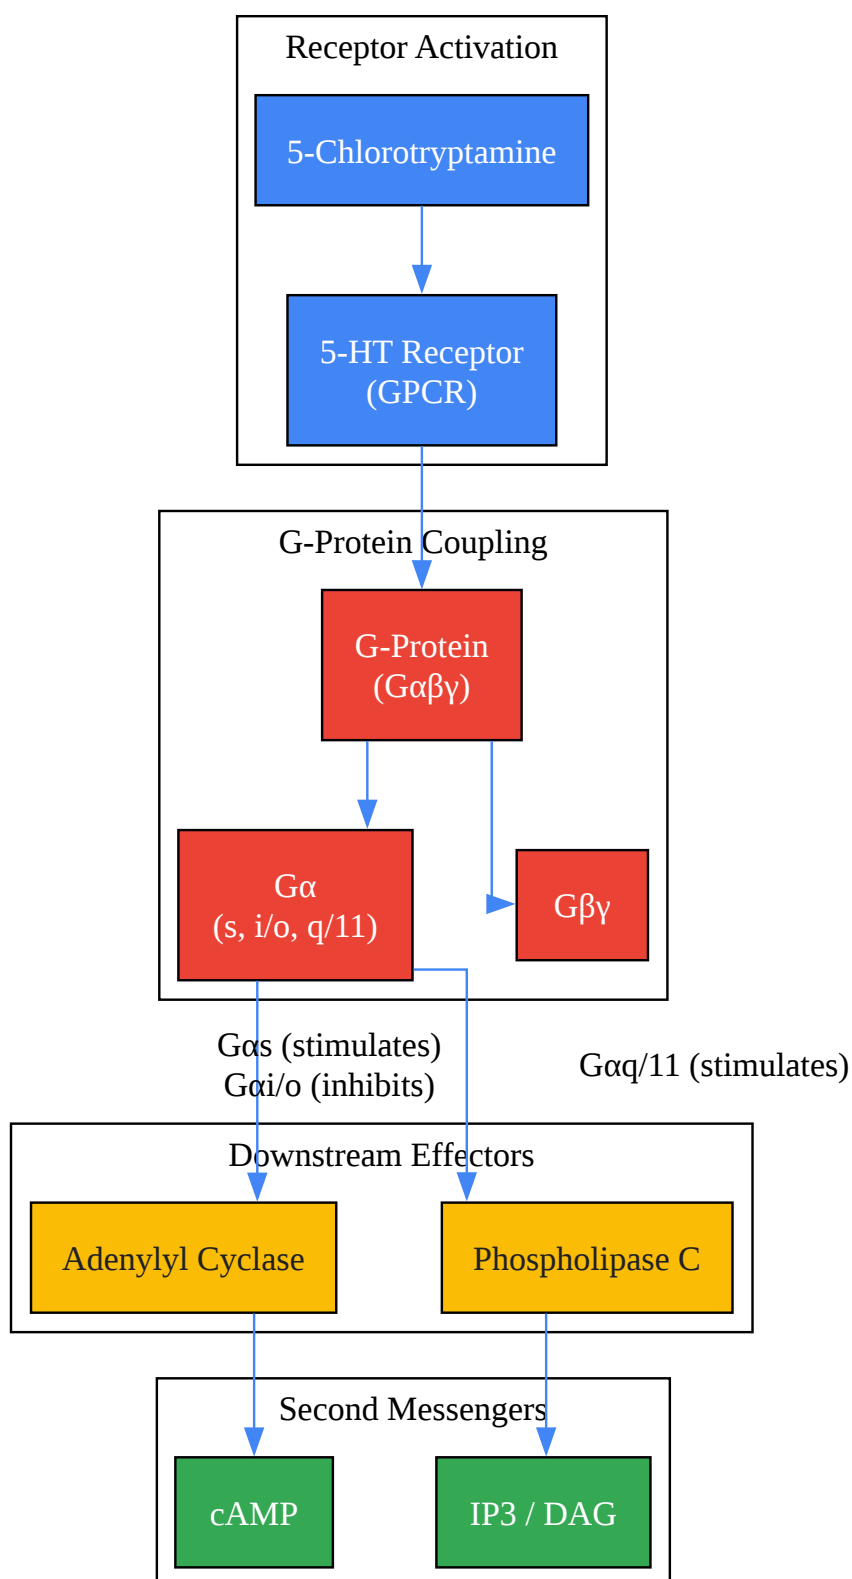 Receptor Activation
5-Chlorotryptamine
5-HT Receptor
(GPCR)
G-Protein Coupling
G-Protein
(Gαβγ)
Gα
(s, i/o, q/11)
Gβγ
Gαs (stimulates)
Gαi/o (inhibits)
Gαq/11 (stimulates)
Downstream Effectors
Adenylyl Cyclase
Phospholipase C
Second Messengers
cAMP
IP3 / DAG